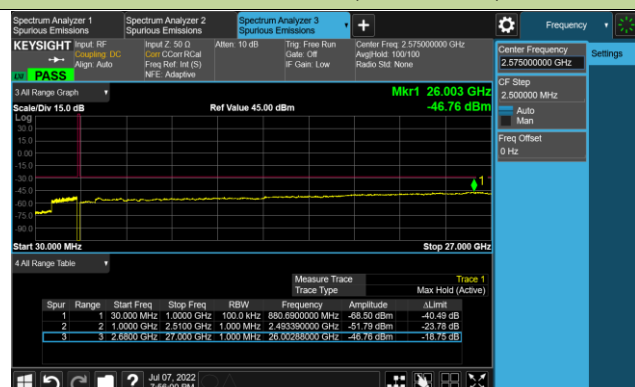 Spectrum Analyzer 1 Spectrum Analyzer 2 Spectrum Analyzer 3 Frequency
Spurious Emissions Spurious Emissions Spurious Emissions
KEYSIGHT Input: RF Input Z: 50 Ω Atten: 10 dB Trig: Free Run Center Freq: 2.575000000 GHz
Coupling: DC Corr CCorr RCal Gate: Off Avg|Hold: 100/100
Align: Auto Freq Ref: Int (S) IF Gain: Low Radio Std: None
NFE: Adaptive
PASS
Center Frequency Settings
2.575000000 GHz
CF Step
2.500000 MHz
Auto
Man
Freq Offset
0 Hz
3 All Range Graph Mkr1 26.003 GHz
Scale/Div 15.0 dB Ref Value 45.00 dBm -46.76 dBm
Log
30.0
15.0
0.00
-15.0
-30.0
-45.0
-60.0
-75.0
-90.0
1
Start 30.000 MHz Stop 27.000 GHz
4 All Range Table
Measure Trace Trace 1
Trace Type Max Hold (Active)
Spur Range Start Freq Stop Freq RBW Frequency Amplitude ΔLimit
1 1 30.000 MHz 1.0000 GHz 100.0 kHz 880.6900000 MHz -68.50 dBm -40.49 dB
2 2 1.0000 GHz 2.5100 GHz 1.000 MHz 2.493390000 GHz -51.79 dBm -23.78 dB
3 3 2.6800 GHz 27.000 GHz 1.000 MHz 26.00288000 GHz -46.76 dBm -18.75 dB
Jul 07, 2022